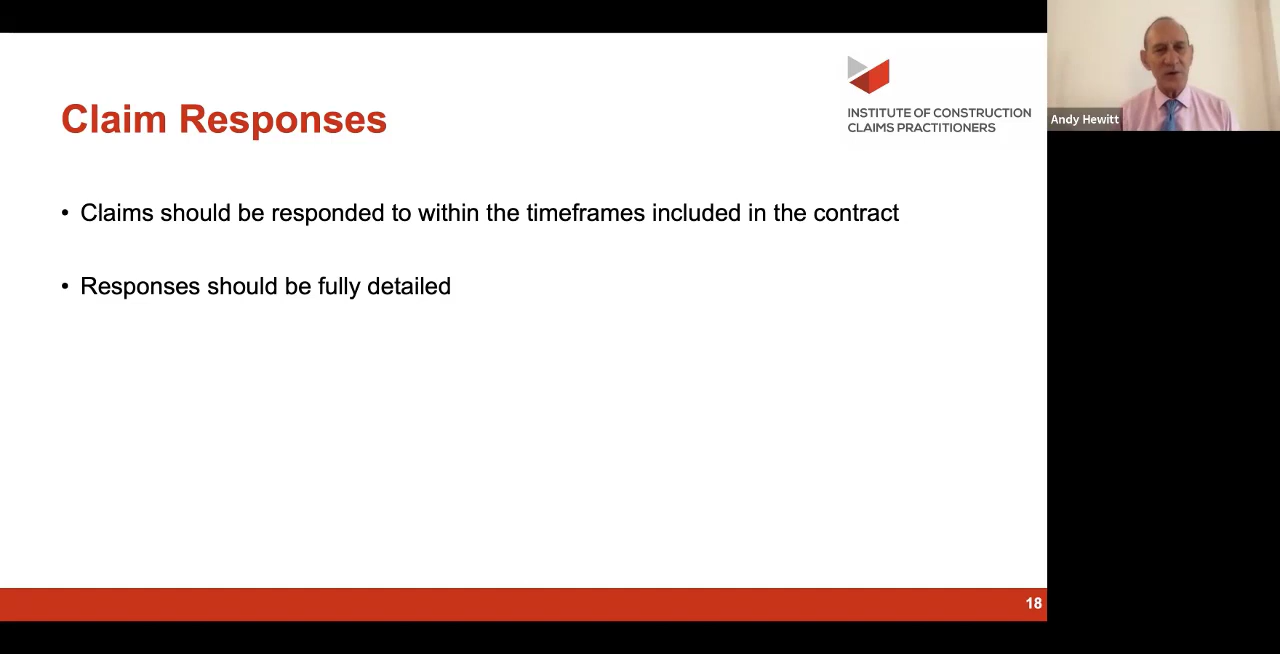 Claim Responses
INSTITUTE OF CONSTRUCTION
CLAIMS PRACTITIONERS
Andy Hewitt
• Claims should be responded to within the timeframes included in the contract
• Responses should be fully detailed
18